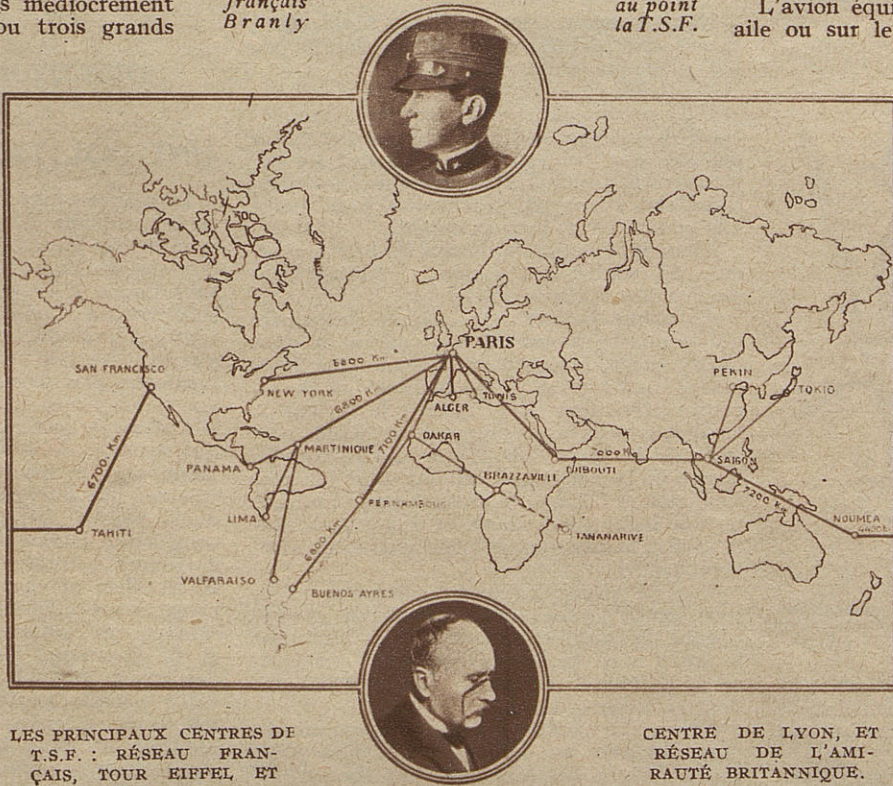 s médiocrement
ou trois grands
français
Branly
au point
la T.S.F.
L'avion équi
aile ou sur le
PARIS
SAN FRANCISCO
5800 Km
NEW YORK
6800 Km
ALGER
TUNIS
PEKIN
TOKIO
6700 Km
PANAMA
MARTINIQUE
7100 Km
DAKAR
BRAZZAVILLE
DJIBOUTI
7000 K
SAIGON
LIMA
PERNAMBOUC
7200 Km
NOUMEA
TAHITI
6800 Km
TANANARIVE
VALPARAISO
BUENOS AYRES
LES PRINCIPAUX CENTRES DE
T.S.F. : RÉSEAU FRAN-
ÇAIS, TOUR EIFFEL ET
CENTRE DE LYON, ET
RÉSEAU DE L'AMI-
RAUTÉ BRITANNIQUE.